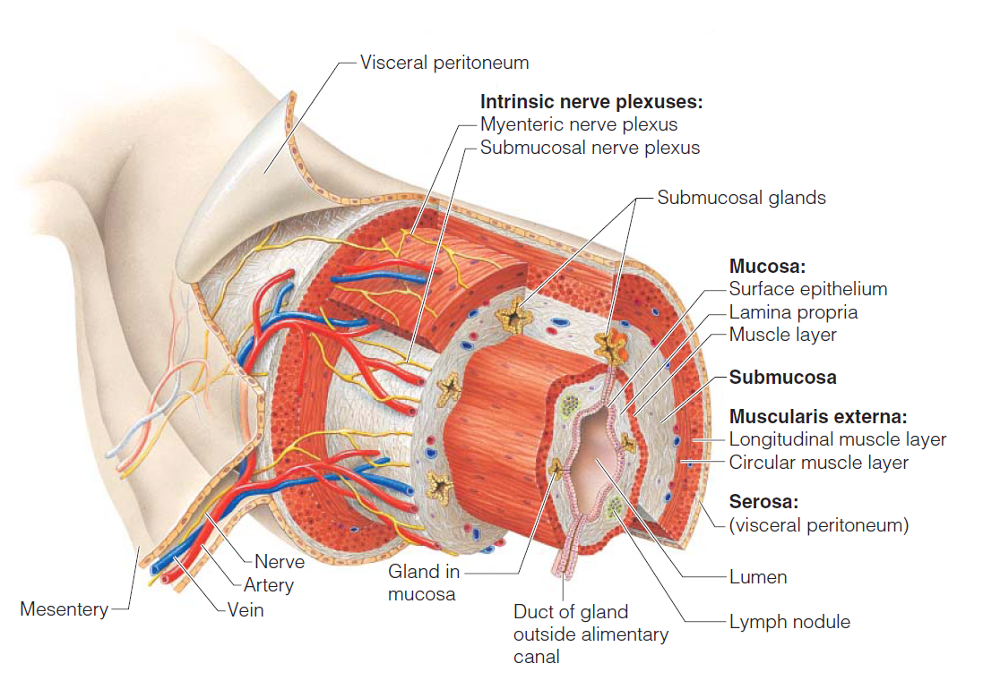 Visceral peritoneum
Intrinsic nerve plexuses:
Myenteric nerve plexus
Submucosal nerve plexus
Submucosal glands
Mucosa:
Surface epithelium
Lamina propria
Muscle layer
Submucosa
Muscularis externa:
Longitudinal muscle layer
Circular muscle layer
Serosa:
(visceral peritoneum)
Nerve
Artery
Vein
Mesentery
Gland in
mucosa
Duct of gland
outside alimentary
canal
Lumen
Lymph nodule